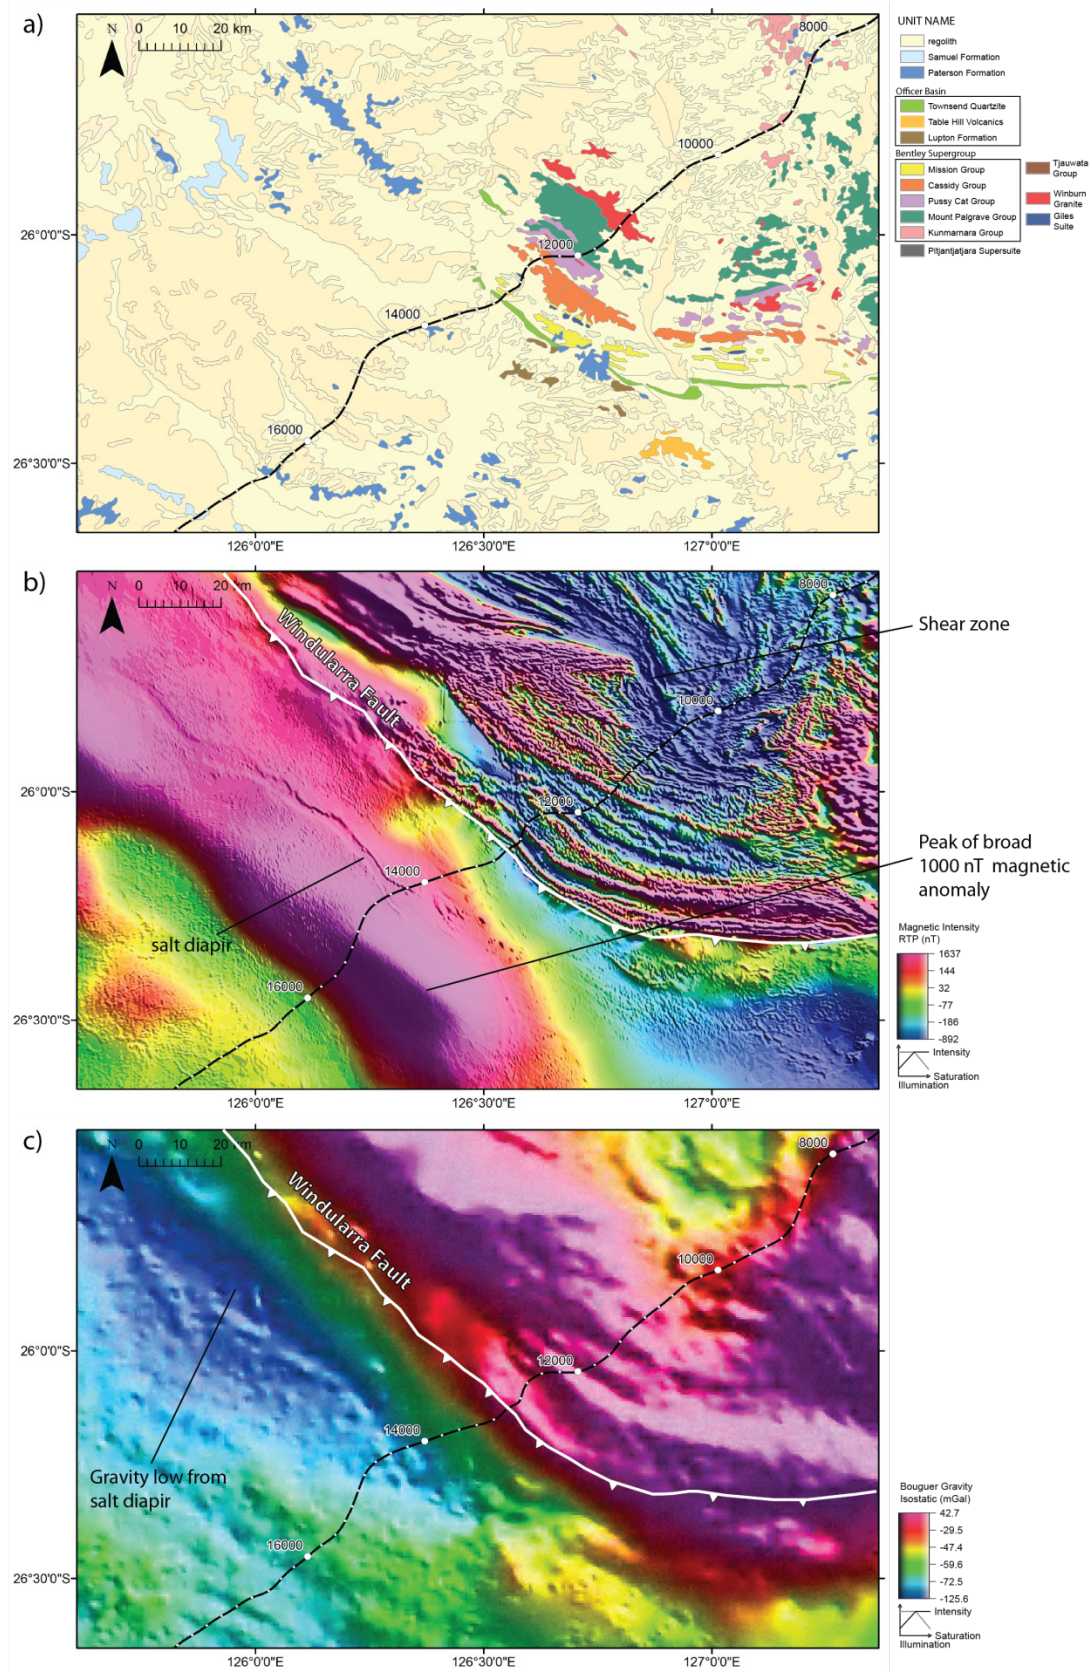 a)
N
0 10 20 km
8000
10000
12000
14000
16000
26°0'0"S
26°30'0"S
126°0'0"E
126°30'0"E
127°0'0"E
UNIT NAME
regolith
Samuel Formation
Paterson Formation
Officer Basin
Townsend Quartzite
Table Hill Volcanics
Lupton Formation
Bentley Supergroup
Mission Group
Cassidy Group
Pussy Cat Group
Mount Palgrave Group
Kunmarnara Group
Pitjantjatjara Supersuite
Tjauwata
Group
Winburn
Granite
Giles
Suite
b)
N
0 10 20 km
Windularra Fault
8000
10000
12000
14000
16000
salt diapir
Shear zone
Peak of broad
1000 nT magnetic
anomaly
26°0'0"S
26°30'0"S
126°0'0"E
126°30'0"E
127°0'0"E
Magnetic Intensity
RTP (nT)
1637
144
32
-77
-186
-892
Intensity
Saturation
Illumination
c)
N
0 10 20 km
Windularra Fault
8000
10000
12000
14000
16000
Gravity low from
salt diapir
26°0'0"S
26°30'0"S
126°0'0"E
126°30'0"E
127°0'0"E
Bouguer Gravity
Isostatic (mGal)
42.7
-29.5
-47.4
-59.6
-72.5
-125.6
Intensity
Saturation
Illumination